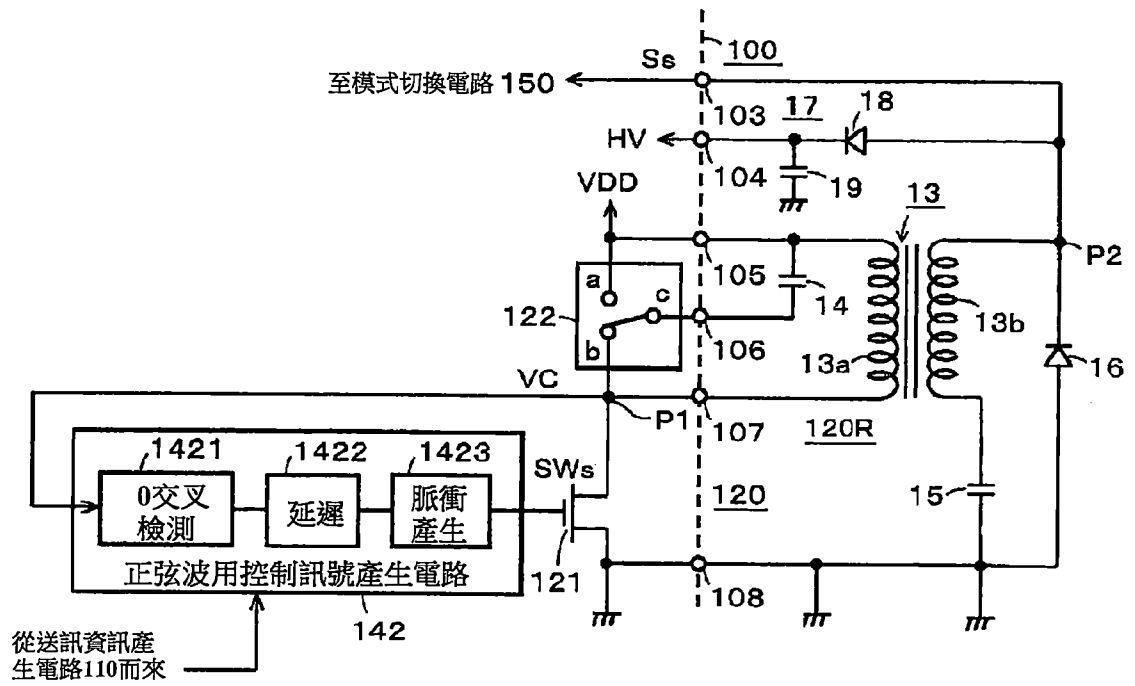 100
Ss
至模式切換電路 150
103
17
18
HV
104
19
VDD
13
105
P2
a
c
14
122
106
13b
b
13a
16
VC
P1
107
120R
1421
1422
1423
SWs
15
0交叉
檢測
延遲
脈衝
產生
120
121
正弦波用控制訊號產生電路
108
142
從送訊資訊產
生電路110而來